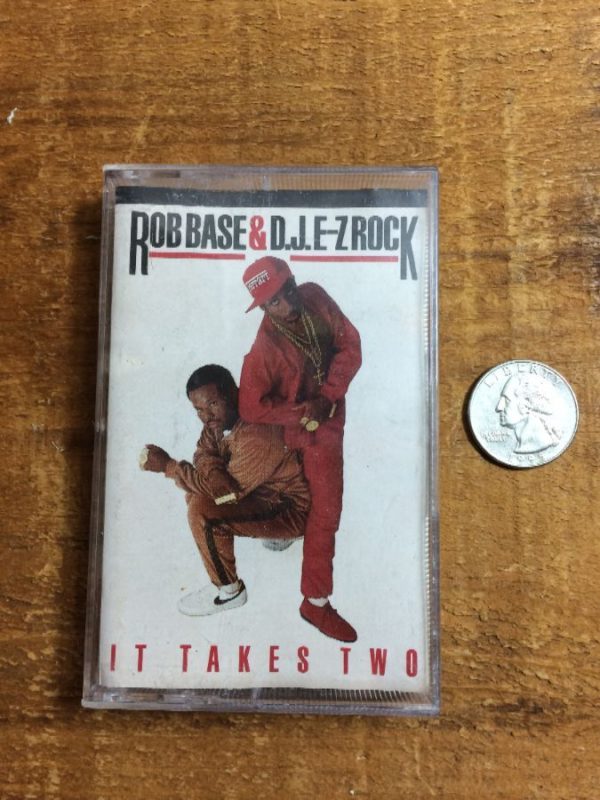 ROB BASE & D.J. E-Z ROCK
IT TAKES TWO
LIBERTY